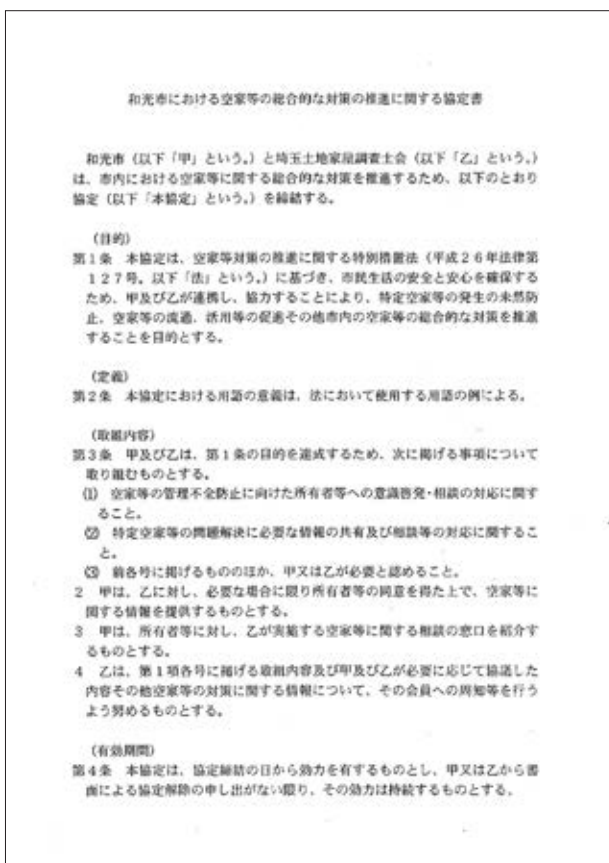 和光市における空家等の総合的な対策の推進に関する協定書
和光市（以下「甲」という。）と埼玉土地家屋調査士会（以下「乙」という。）
は、市内における空家等に関する総合的な対策を推進するため、以下のとおり
協定（以下「本協定」という。）を締結する。
（目的）
第１条　本協定は、空家等対策の推進に関する特別措置法（平成２６年法律第
１２７号。以下「法」という。）に基づき、市民生活の安全と安心を確保する
ため、甲及び乙が連携し、協力することにより、特定空家等の発生の未然防
止、空家等の流通、活用等の促進その他市内の空家等の総合的な対策を推進
することを目的とする。
（定義）
第２条　本協定における用語の意義は、法において使用する用語の例による。
（取組内容）
第３条　甲及び乙は、第１条の目的を達成するため、次に掲げる事項について
取り組むものとする。
⑴　空家等の管理不全防止に向けた所有者等への意識啓発・相談の対応に関す
ること。
⑵　特定空家等の問題解決に必要な情報の共有及び相談等の対応に関するこ
と。
⑶　前各号に掲げるもののほか、甲又は乙が必要と認めること。
２　甲は、乙に対し、必要な場合に限り所有者等の同意を得た上で、空家等に
関する情報を提供するものとする。
３　甲は、所有者等に対し、乙が実施する空家等に関する相談の窓口を紹介す
るものとする。
４　乙は、第１項各号に掲げる取組内容及び甲及び乙が必要に応じて協議した
内容その他空家等の対策に関する情報について、その会員への周知等を行う
よう努めるものとする。
（有効期間）
第４条　本協定は、協定締結の日から効力を有するものとし、甲又は乙から書
面による協定解除の申し出がない限り、その効力は持続するものとする。